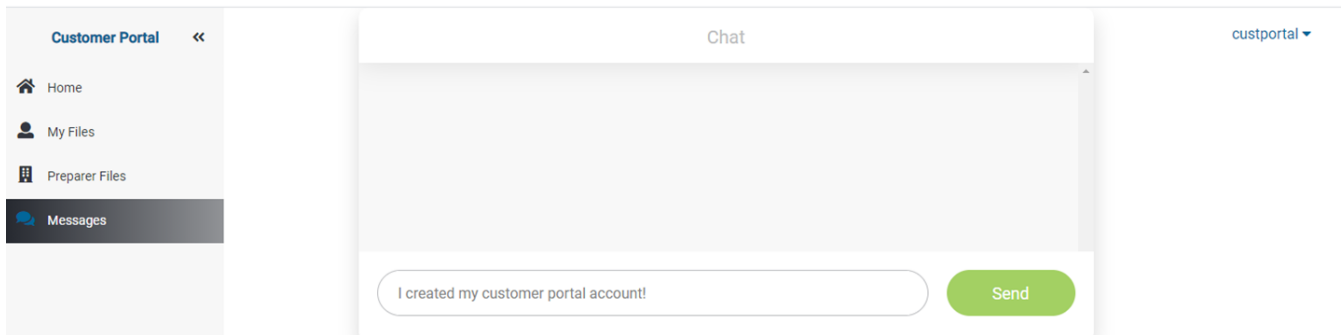 Customer Portal
Home
My Files
Preparer Files
Messages
Chat
I created my customer portal account!
Send
custportal